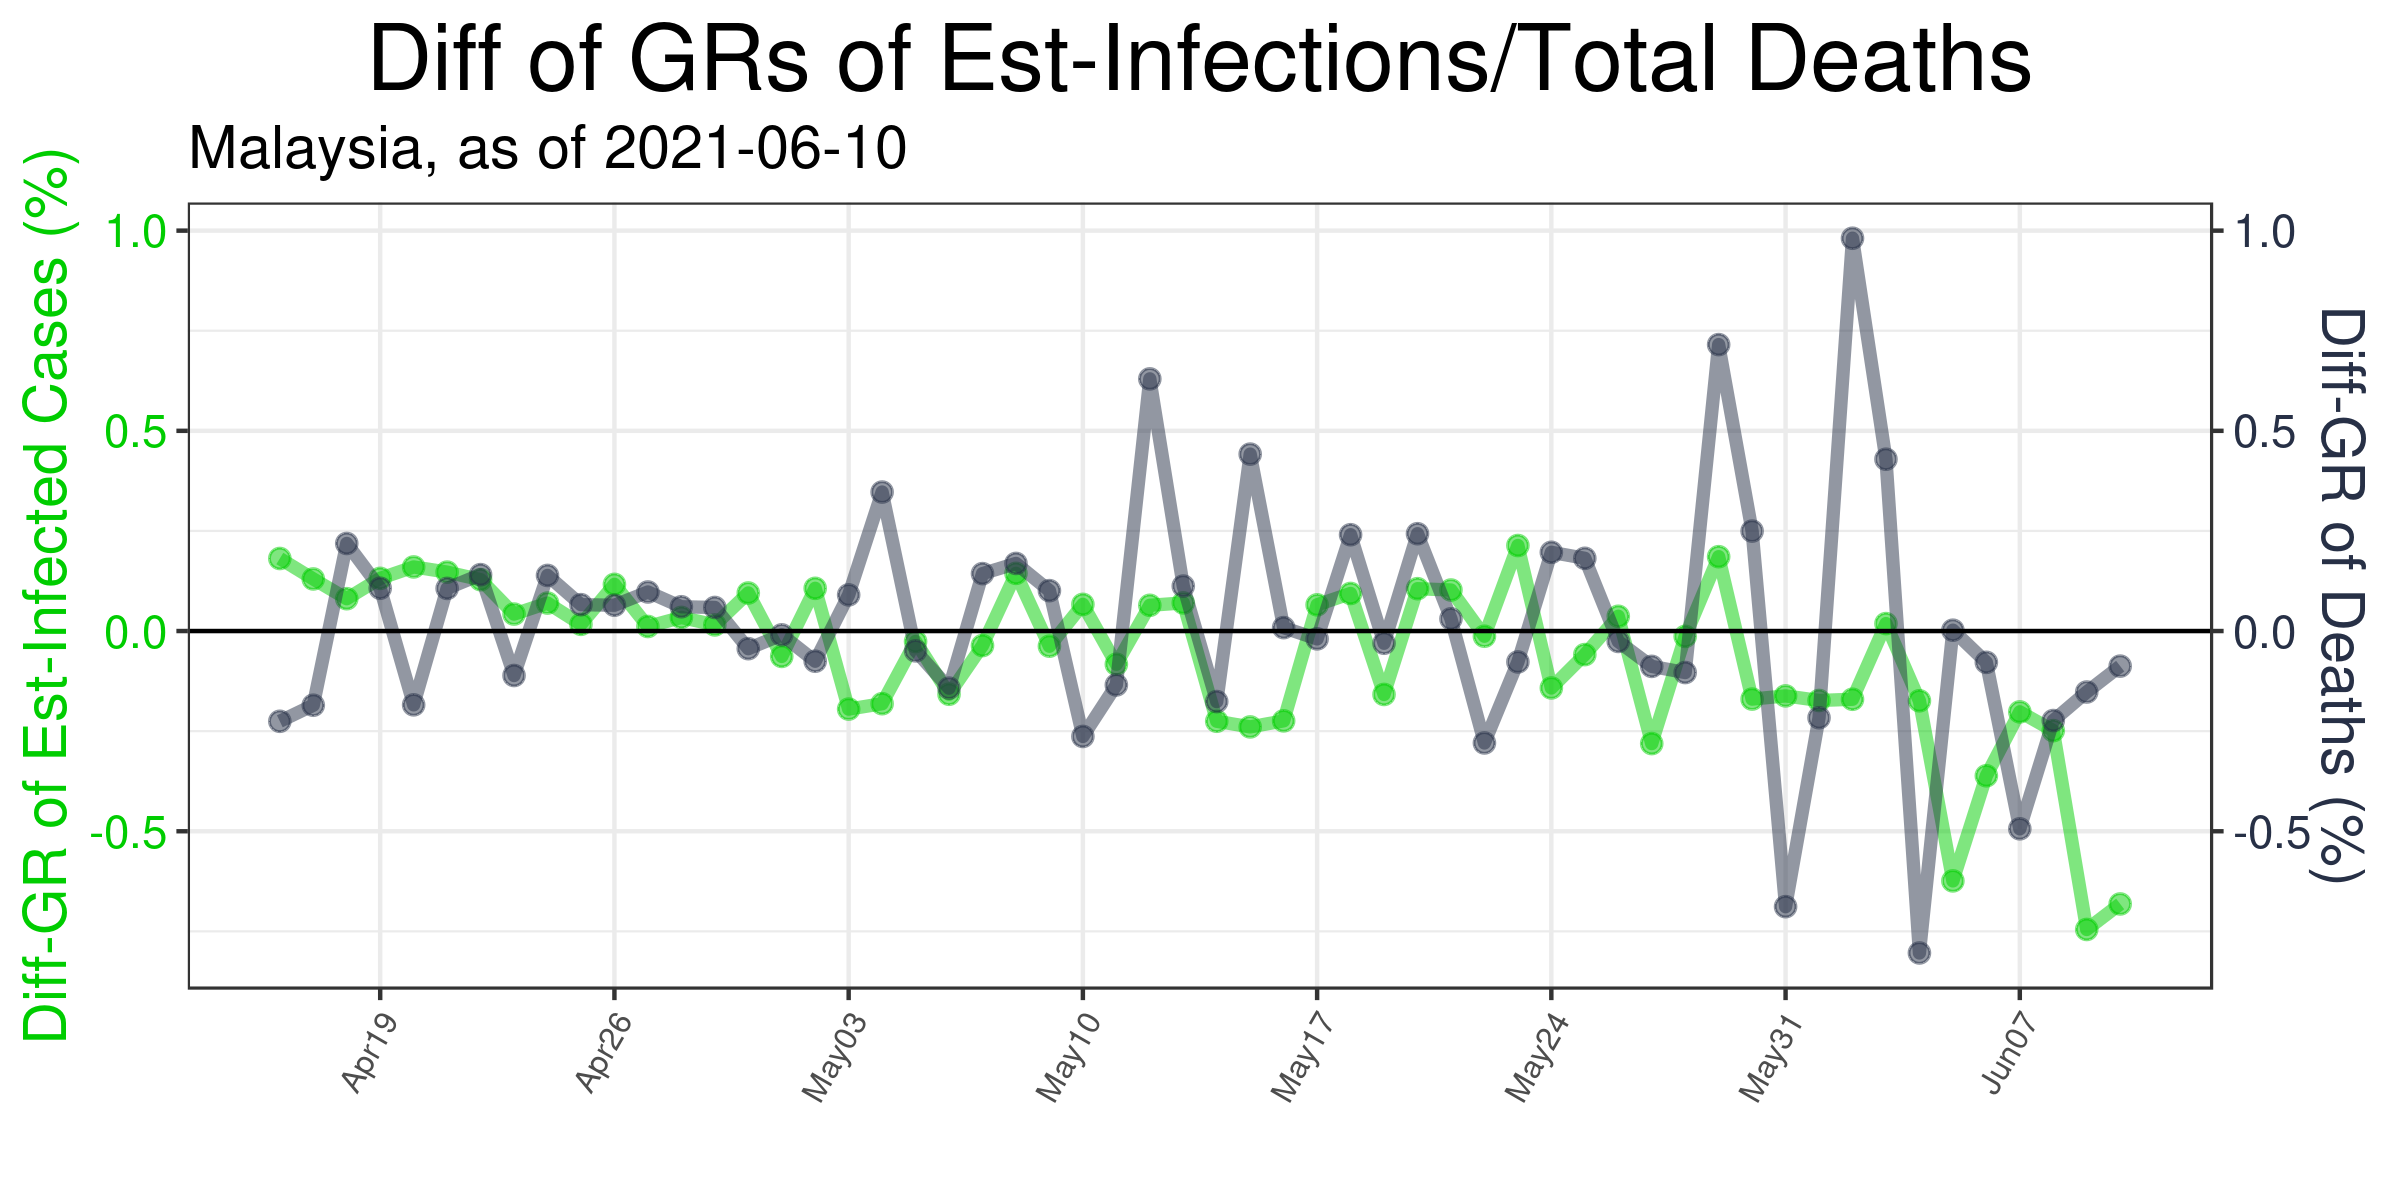 Diff of GRs of Est-Infections/Total Deaths
Malaysia, as of 2021-06-10
Diff-GR of Est-Infected Cases (%)
1.0
0.5
0.0
-0.5
1.0
0.5
0.0
-0.5
Diff-GR of Deaths (%)
Apr19
Apr26
May03
May10
May17
May24
May31
Jun07